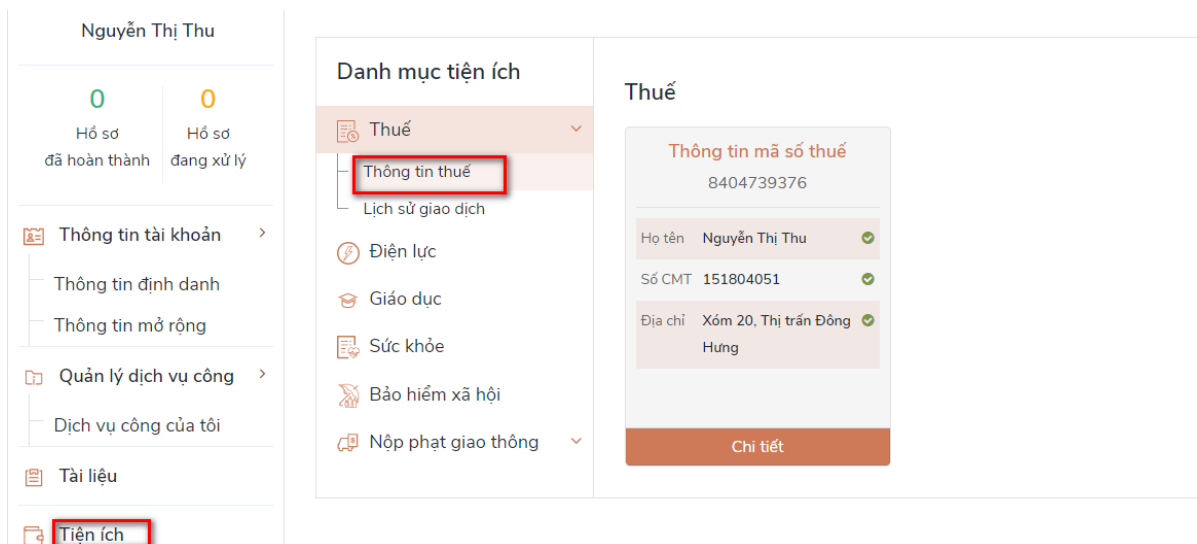 Nguyễn Thị Thu
0
0
Hồ sơ
đã hoàn thành
Hồ sơ
đang xử lý
Thông tin tài khoản
Thông tin định danh
Thông tin mở rộng
Quản lý dịch vụ công
Dịch vụ công của tôi
Tài liệu
Tiện ích
Danh mục tiện ích
Thuế
Thông tin thuế
Lịch sử giao dịch
Điện lực
Giáo dục
Sức khỏe
Bảo hiểm xã hội
Nộp phạt giao thông
Thuế
Thông tin mã số thuế
8404739376
Họ tên Nguyễn Thị Thu
Số CMT 151804051
Địa chỉ Xóm 20, Thị trấn Đông
Hưng
Chi tiết